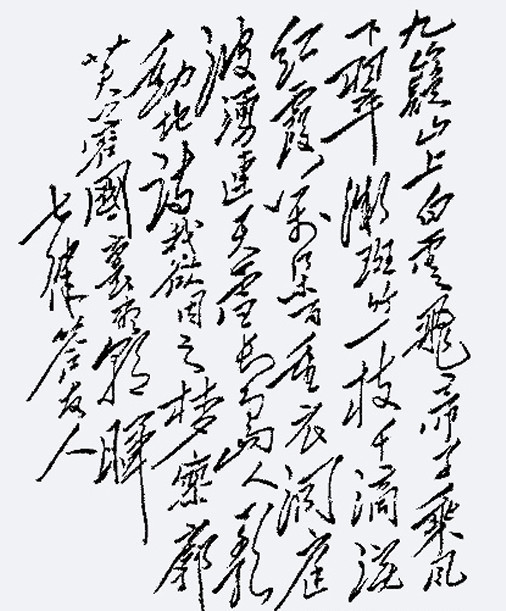 九嶷山上白雲飛帝子乘風
下翠微斑竹一枝千滴淚
紅霞萬朵百重衣洞庭
波湧連天雪長島人歌
動地詩我欲因之夢寥廓
芙蓉國裏盡朝暉
七律答友人